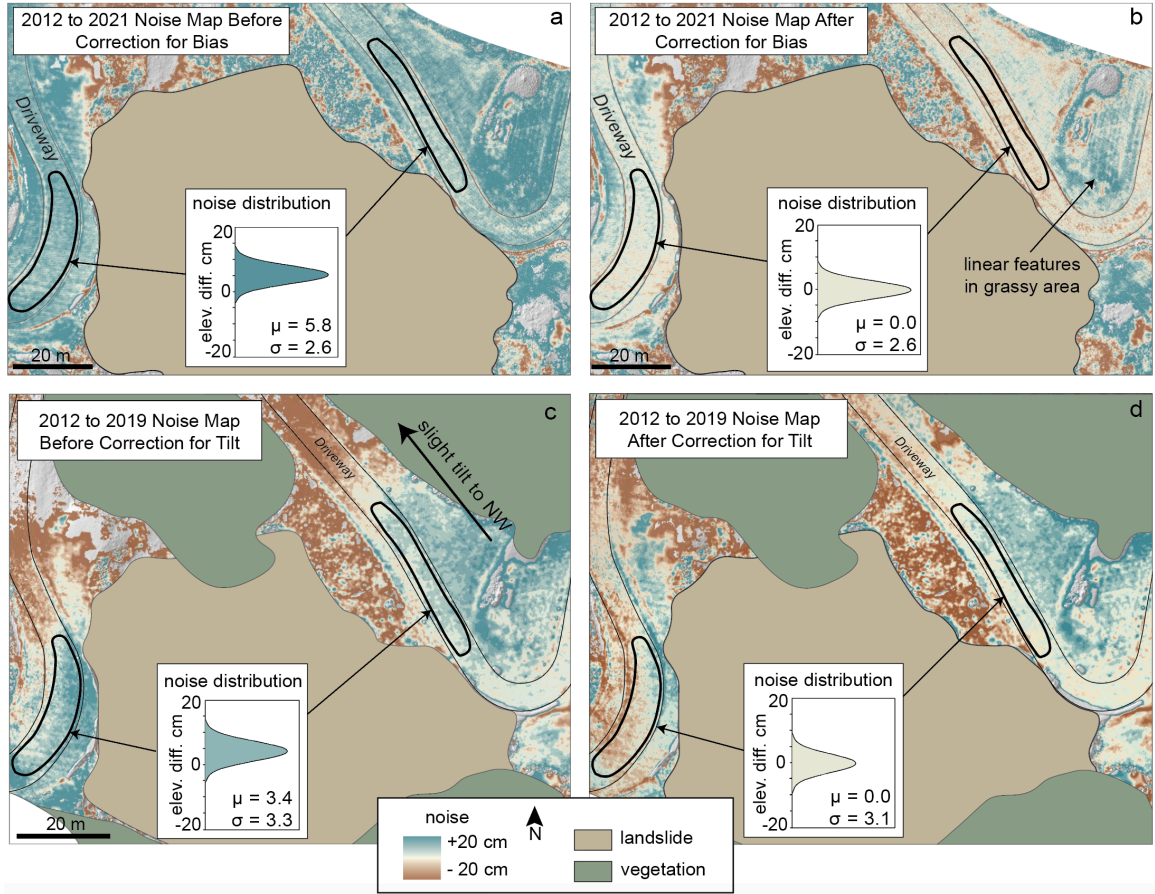 2012 to 2021 Noise Map Before
Correction for Bias
a
Driveway
noise distribution
20
0
-20
elev. diff. cm
μ = 5.8
σ = 2.6
20 m
2012 to 2021 Noise Map After
Correction for Bias
b
Driveway
noise distribution
20
0
-20
elev. diff. cm
μ = 0.0
σ = 2.6
linear features
in grassy area
20 m
2012 to 2019 Noise Map
Before Correction for Tilt
c
Driveway
slight tilt to NW
noise distribution
20
0
-20
elev. diff. cm
μ = 3.4
σ = 3.3
20 m
2012 to 2019 Noise Map
After Correction for Tilt
d
Driveway
noise distribution
20
0
-20
elev. diff. cm
μ = 0.0
σ = 3.1
noise
+20 cm
- 20 cm
N
landslide
vegetation